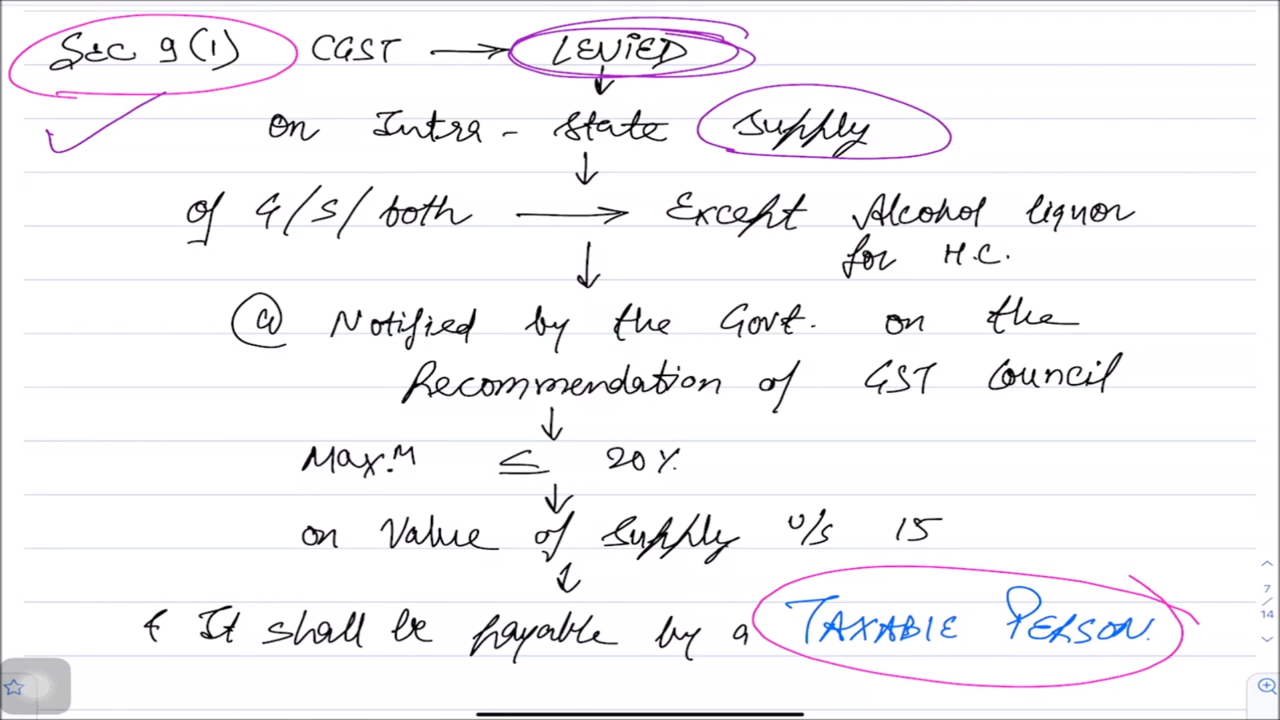 Sec 9(1) CGST → LEVIED
on Intra - State Supply
of G/S/both → Except Alcohol liquor
for H.C.
@ Notified by the Govt. on the
Recommendation of GST Council
Max.m ≤ 20%
on Value of Supply u/s 15
& It shall be payable by a TAXABLE PERSON.
7
/
14